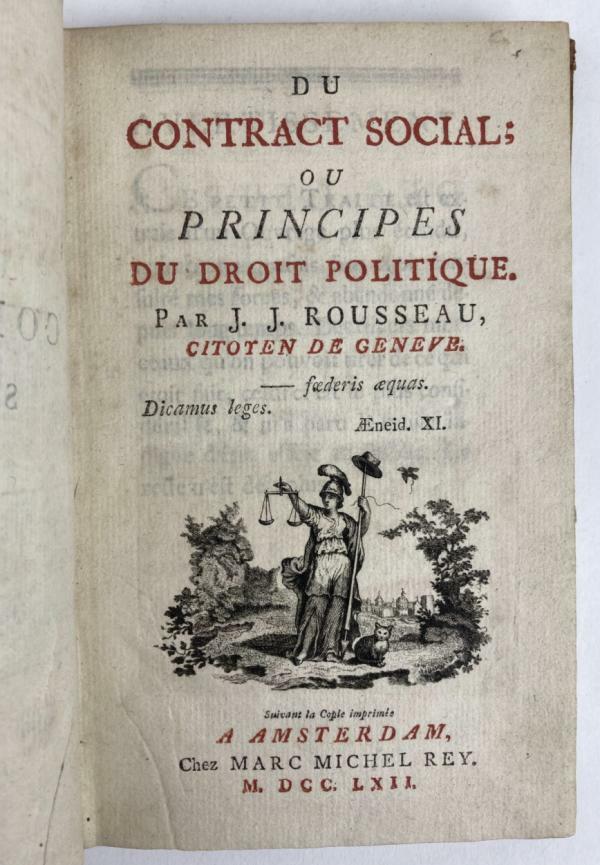 DU
CONTRACT SOCIAL;
OU
PRINCIPES
DU DROIT POLITIQUE.
PAR J. J. ROUSSEAU,
CITOYEN DE GENEVE.
— fœderis æquas.
Dicamus leges.
Æneid. XI.
Suivant la Copie imprimée
A AMSTERDAM,
Chez MARC MICHEL REY.
M. DCC. LXII.